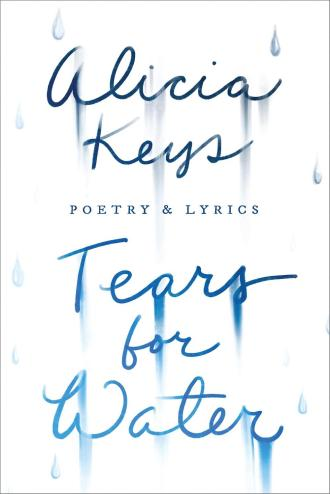 Alicia
Keys
POETRY & LYRICS
Tears
for
Water